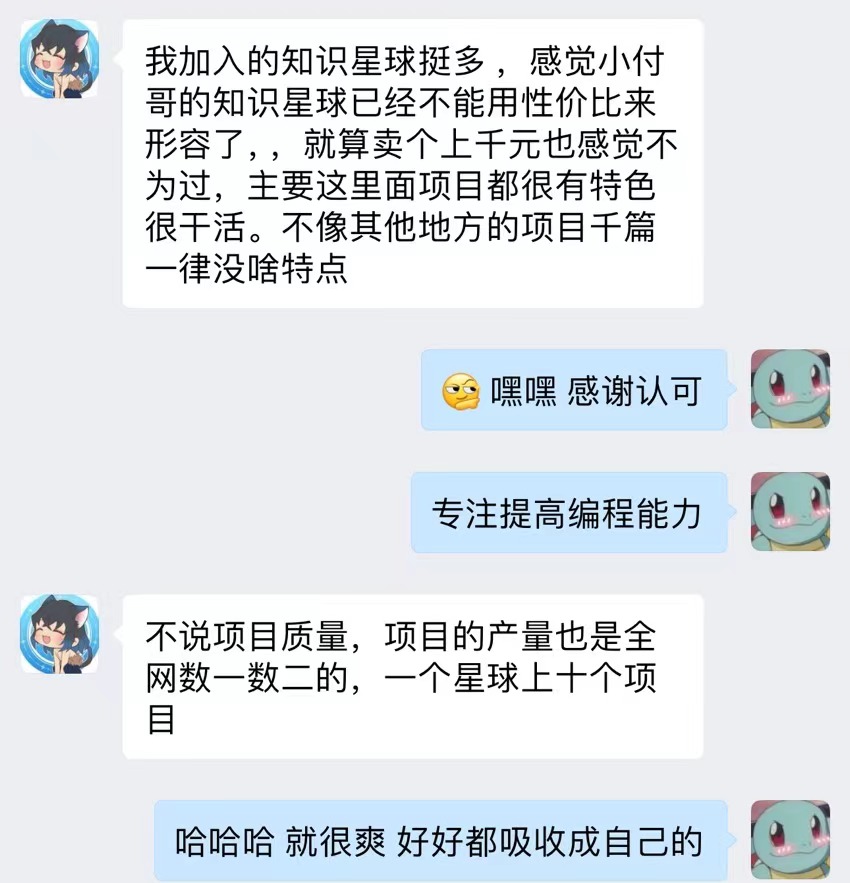 我加入的知识星球挺多 ，感觉小付
哥的知识星球已经不能用性价比来
形容了，，就算卖个上千元也感觉不
为过，主要这里面项目都很有特色
很干活。不像其他地方的项目千篇
一律没啥特点
🤔 嘿嘿 感谢认可
专注提高编程能力
不说项目质量，项目的产量也是全
网数一数二的，一个星球上十个项
目
哈哈哈 就很爽 好好都吸收成自己的